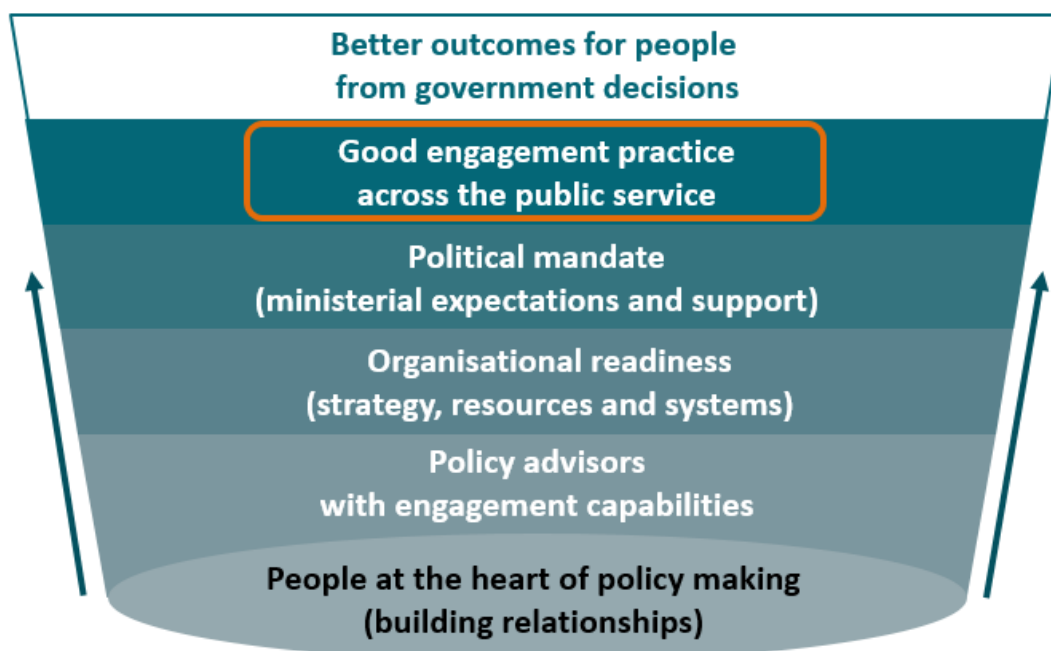 Better outcomes for people
from government decisions
Good engagement practice
across the public service
Political mandate
(ministerial expectations and support)
Organisational readiness
(strategy, resources and systems)
Policy advisors
with engagement capabilities
People at the heart of policy making
(building relationships)